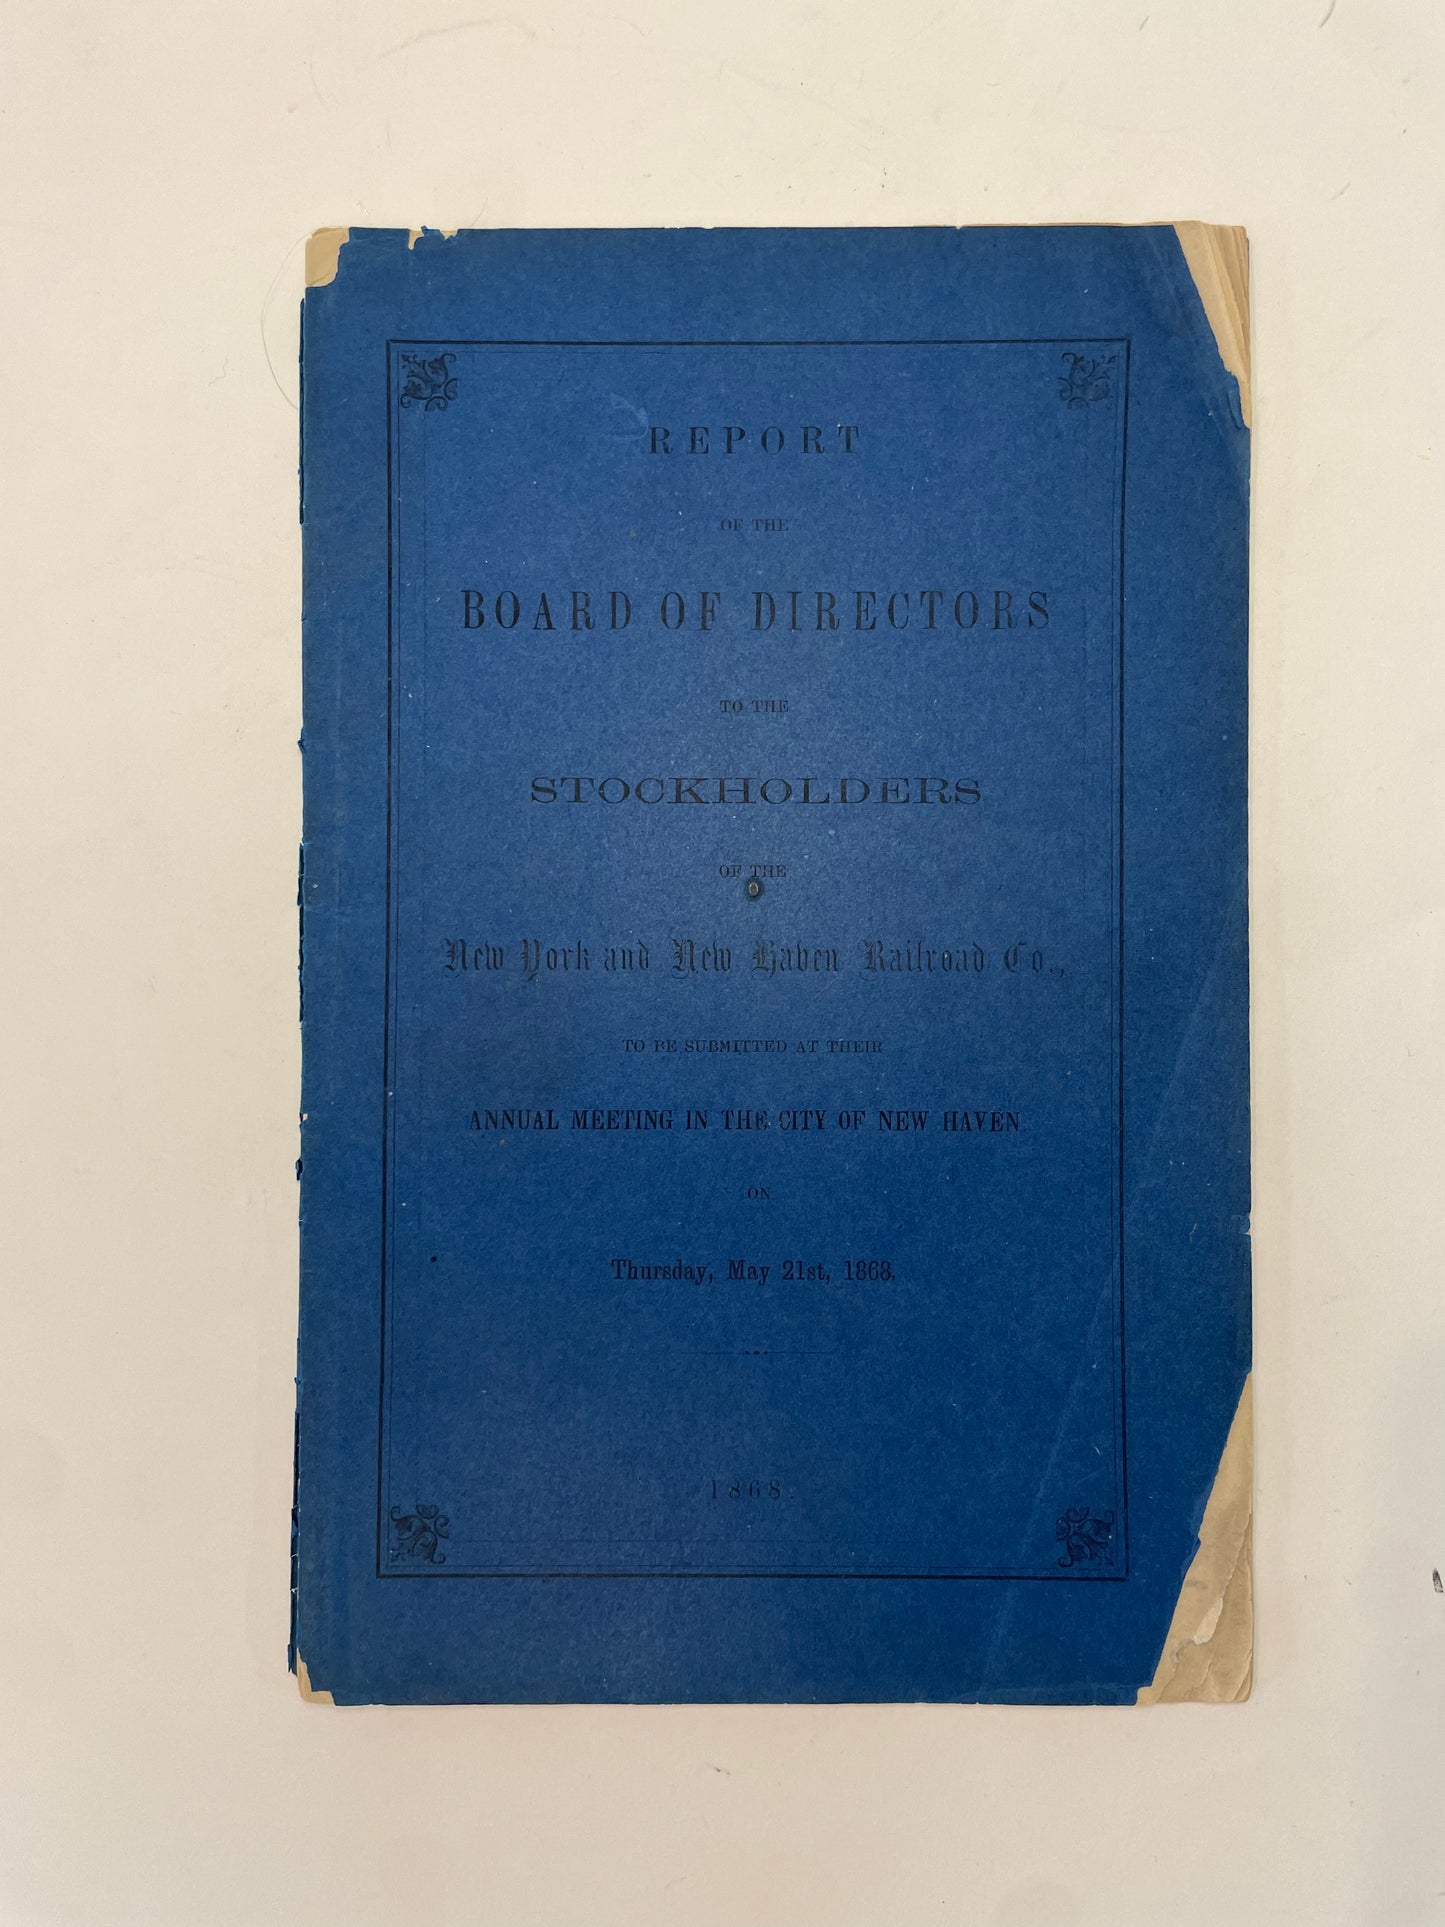 REPORT
OF THE
BOARD OF DIRECTORS
TO THE
STOCKHOLDERS
OF THE
New York and New Haven Railroad Co.,
TO BE SUBMITTED AT THEIR
ANNUAL MEETING IN THE CITY OF NEW HAVEN
ON
Thursday, May 21st, 1868.
1868.